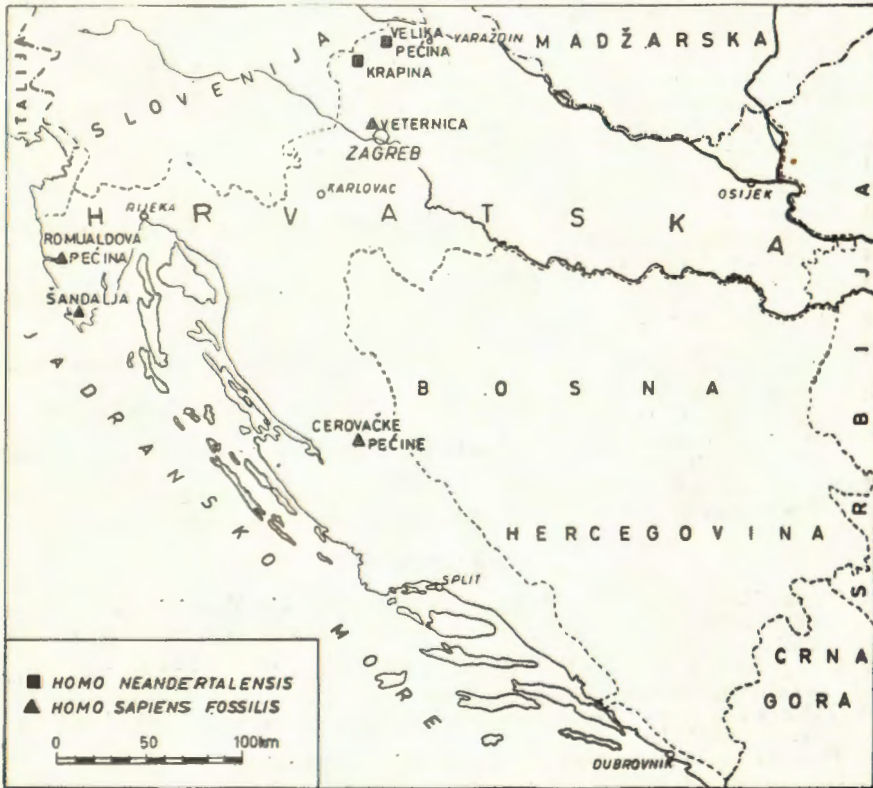 VELIKA
PEĆINA
VARAŽDIN
MADŽARSKA
KRAPINA
ITALIJA
SLOVENIJA
VETERNICA
ZAGREB
KARLOVAC
OSIJEK
RIJEKA
HRVATSKA
ROMUALDOVA
PEĆINA
ŠANDALJA
JADRANSKO MORE
BOSNA
SRBIJA
CEROVAČKE
PEĆINE
HERCEGOVINA
SPLIT
CRNA
GORA
DUBROVNIK
HOMO NEANDERTALENSIS
HOMO SAPIENS FOSSILIS
0 50 100km